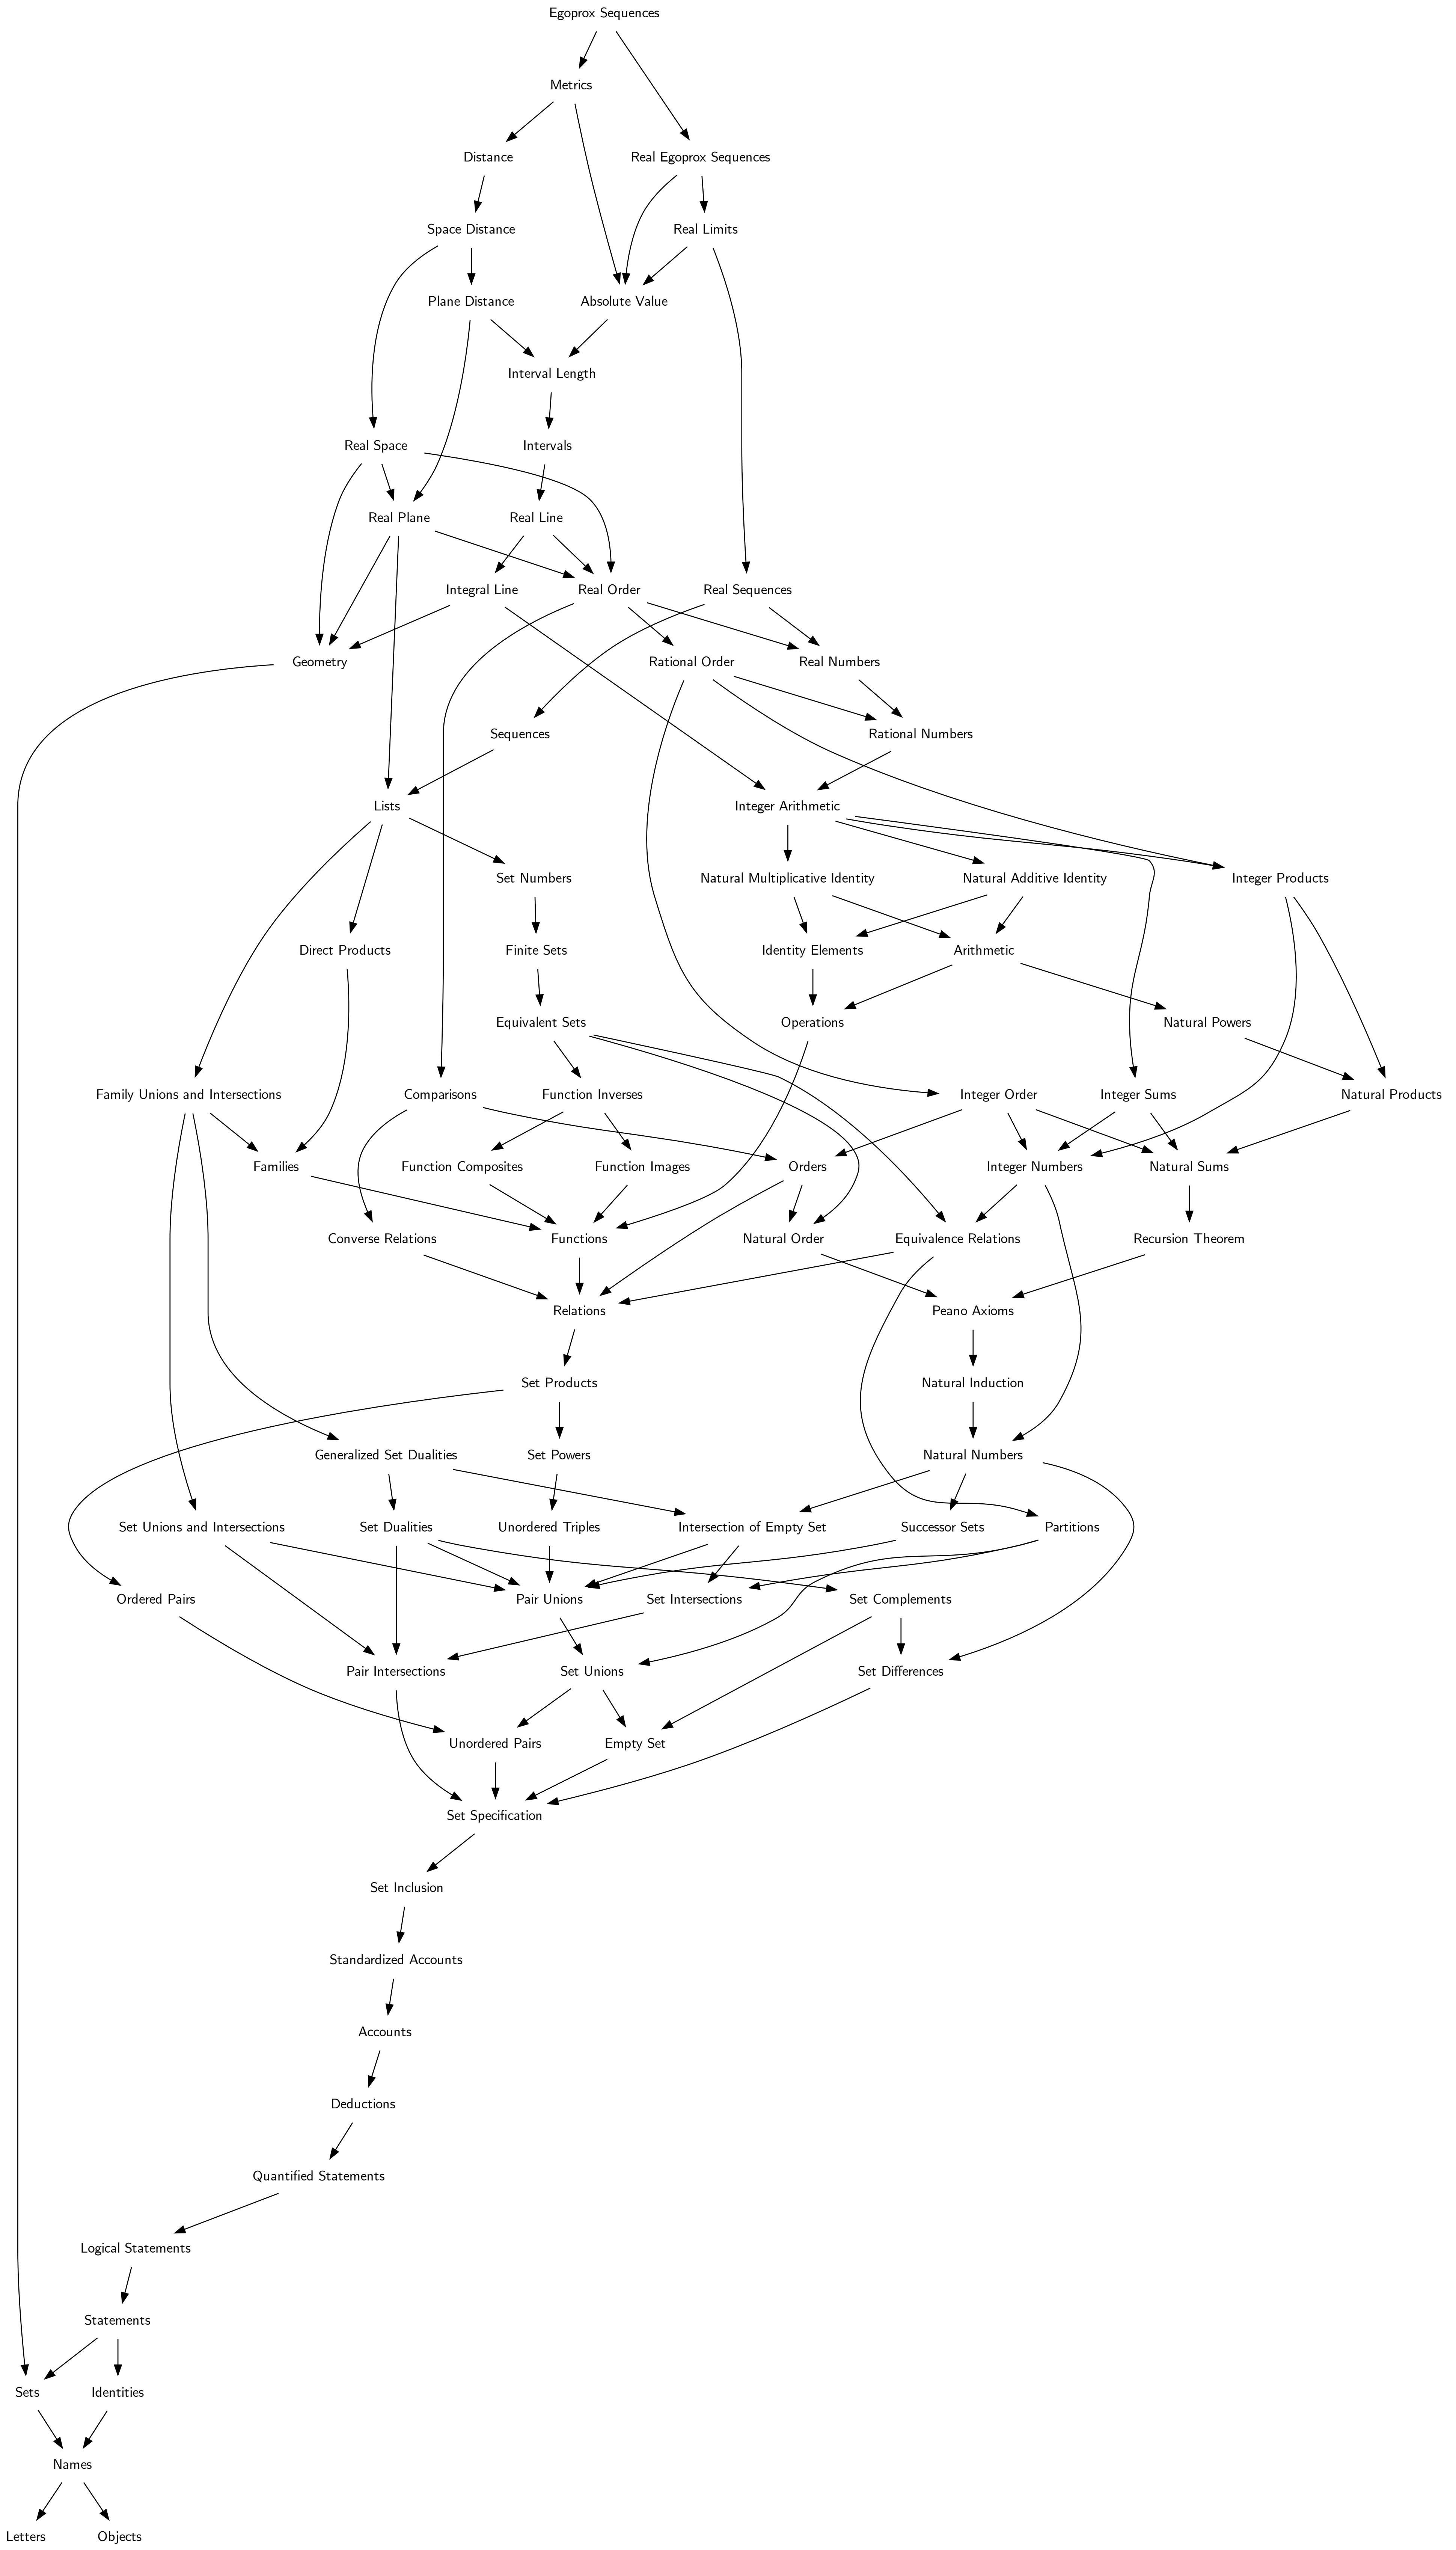 Egoprox Sequences
Metrics
Distance
Real Egoprox Sequences
Space Distance
Real Limits
Plane Distance
Absolute Value
Interval Length
Real Space
Intervals
Real Plane
Real Line
Integral Line
Real Order
Real Sequences
Geometry
Rational Order
Real Numbers
Sequences
Rational Numbers
Lists
Integer Arithmetic
Set Numbers
Natural Multiplicative Identity
Natural Additive Identity
Integer Products
Direct Products
Finite Sets
Identity Elements
Arithmetic
Equivalent Sets
Operations
Natural Powers
Family Unions and Intersections
Comparisons
Function Inverses
Integer Order
Integer Sums
Natural Products
Families
Function Composites
Function Images
Orders
Integer Numbers
Natural Sums
Converse Relations
Functions
Natural Order
Equivalence Relations
Recursion Theorem
Relations
Peano Axioms
Set Products
Natural Induction
Generalized Set Dualities
Set Powers
Natural Numbers
Set Unions and Intersections
Set Dualities
Unordered Triples
Intersection of Empty Set
Successor Sets
Partitions
Ordered Pairs
Pair Unions
Set Intersections
Set Complements
Pair Intersections
Set Unions
Set Differences
Unordered Pairs
Empty Set
Set Specification
Set Inclusion
Standardized Accounts
Accounts
Deductions
Quantified Statements
Logical Statements
Statements
Sets
Identities
Names
Letters
Objects